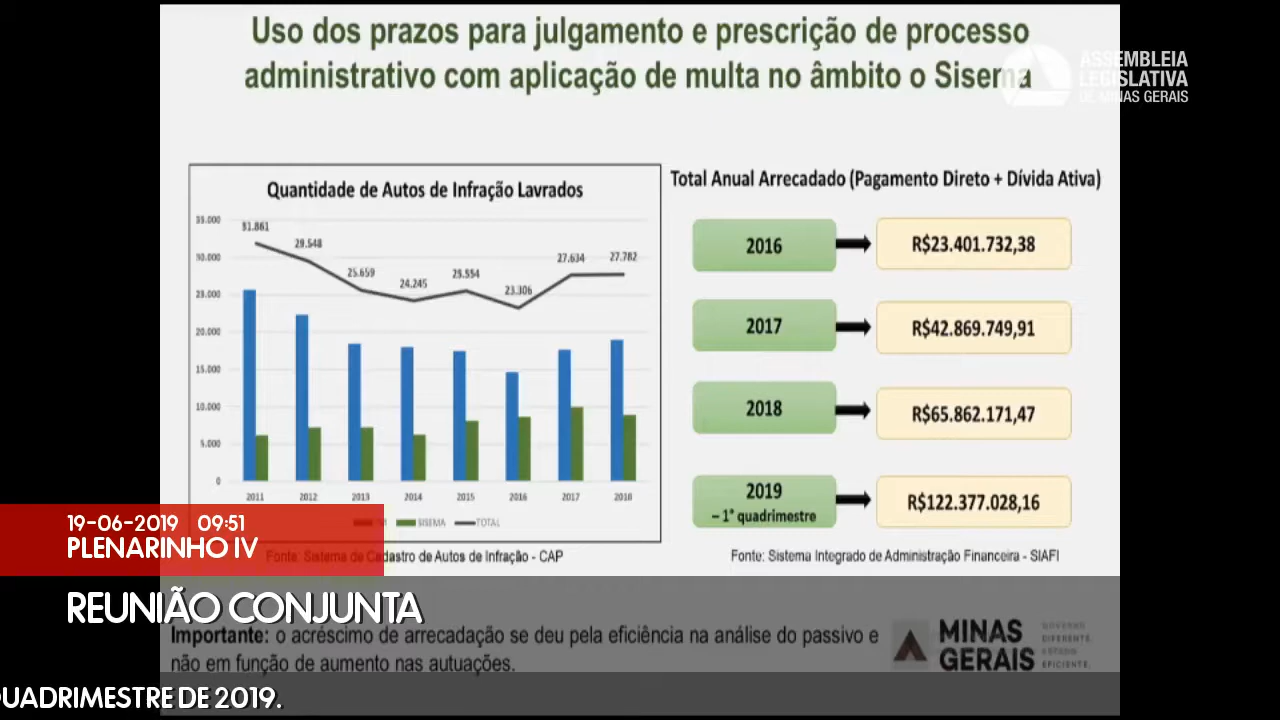 Uso dos prazos para julgamento e prescrição de processo
administrativo com aplicação de multa no âmbito o Sisema
ASSEMBLEIA
LEGISLATIVA
DE MINAS GERAIS
Quantidade de Autos de Infração Lavrados
35.000
30.000
25.000
20.000
15.000
10.000
5.000
0
31.861
29.548
25.659
24.245
25.554
23.306
27.634
27.782
2011 2012 2013 2014 2015 2016 2017 2018
SISEMA TOTAL
Fonte: Sistema de Cadastro de Autos de Infração - CAP
Total Anual Arrecadado (Pagamento Direto + Dívida Ativa)
2016 R$23.401.732,38
2017 R$42.869.749,91
2018 R$65.862.171,47
2019
– 1° quadrimestre
R$122.377.028,16
Fonte: Sistema Integrado de Administração Financeira - SIAFI
19-06-2019 09:51
PLENARINHO IV
REUNIÃO CONJUNTA
Importante: o acréscimo de arrecadação se deu pela eficiência na análise do passivo e
não em função de aumento nas autuações.
MINAS
GERAIS
GOVERNO
DIFERENTE.
ESTADO
EFICIENTE.
QUADRIMESTRE DE 2019.